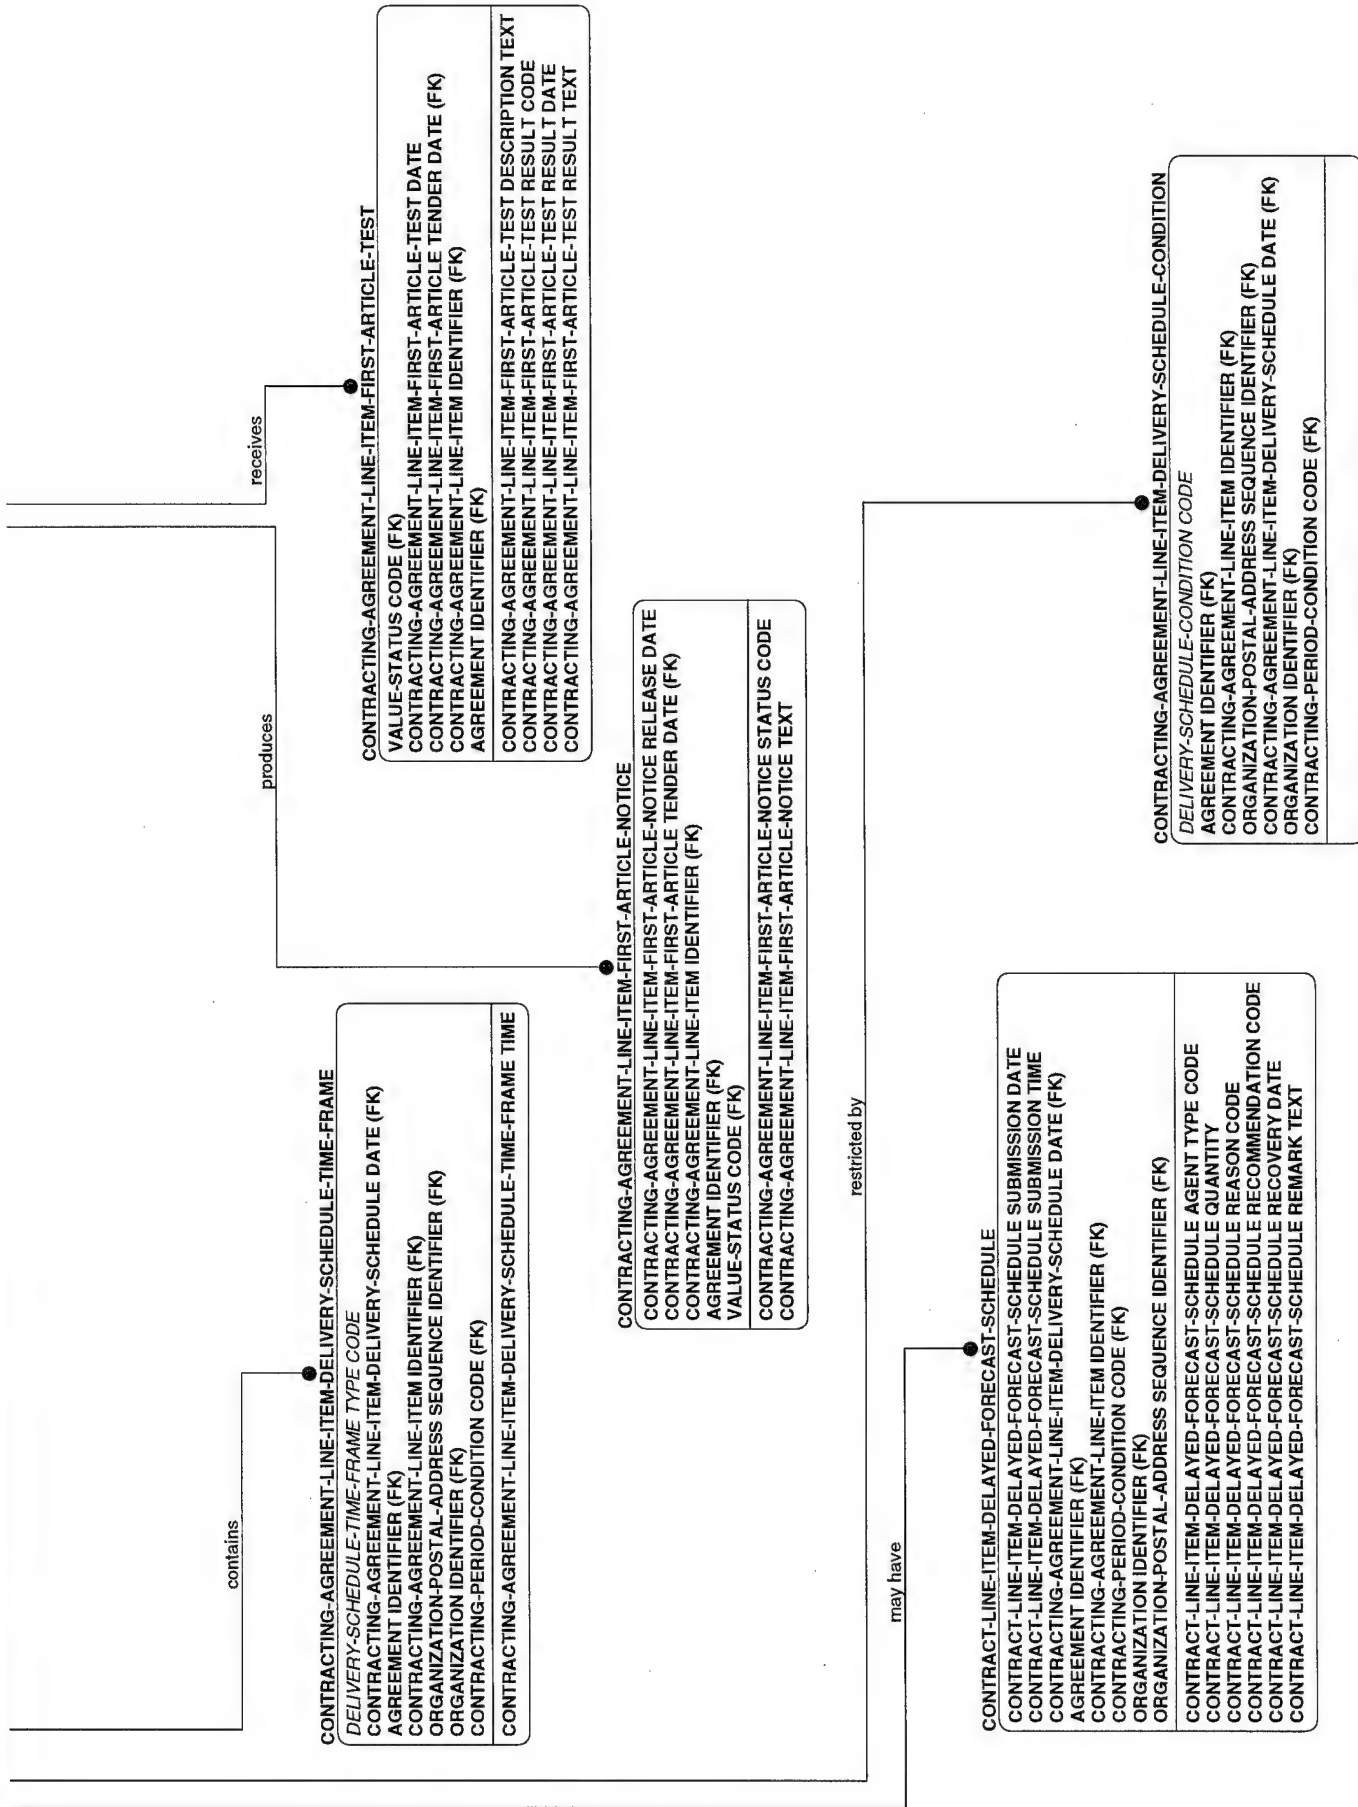 contains
CONTRACTING-AGREEMENT-LINE-ITEM-DELIVERY-SCHEDULE-TIME-FRAME
DELIVERY-SCHEDULE-TIME-FRAME TYPE CODE
CONTRACTING-AGREEMENT-LINE-ITEM-DELIVERY-SCHEDULE DATE (FK)
AGREEMENT IDENTIFIER (FK)
CONTRACTING-AGREEMENT-LINE-ITEM IDENTIFIER (FK)
ORGANIZATION-POSTAL-ADDRESS SEQUENCE IDENTIFIER (FK)
ORGANIZATION IDENTIFIER (FK)
CONTRACTING-PERIOD-CONDITION CODE (FK)
CONTRACTING-AGREEMENT-LINE-ITEM-DELIVERY-SCHEDULE-TIME-FRAME TIME
produces
CONTRACTING-AGREEMENT-LINE-ITEM-FIRST-ARTICLE-NOTICE
CONTRACTING-AGREEMENT-LINE-ITEM-FIRST-ARTICLE-NOTICE RELEASE DATE
CONTRACTING-AGREEMENT-LINE-ITEM-FIRST-ARTICLE TENDER DATE (FK)
CONTRACTING-AGREEMENT-LINE-ITEM IDENTIFIER (FK)
AGREEMENT IDENTIFIER (FK)
VALUE-STATUS CODE (FK)
CONTRACTING-AGREEMENT-LINE-ITEM-FIRST-ARTICLE-NOTICE STATUS CODE
CONTRACTING-AGREEMENT-LINE-ITEM-FIRST-ARTICLE-NOTICE TEXT
receives
CONTRACTING-AGREEMENT-LINE-ITEM-FIRST-ARTICLE-TEST
VALUE-STATUS CODE (FK)
CONTRACTING-AGREEMENT-LINE-ITEM-FIRST-ARTICLE-TEST DATE
CONTRACTING-AGREEMENT-LINE-ITEM-FIRST-ARTICLE TENDER DATE (FK)
CONTRACTING-AGREEMENT-LINE-ITEM IDENTIFIER (FK)
AGREEMENT IDENTIFIER (FK)
CONTRACTING-AGREEMENT-LINE-ITEM-FIRST-ARTICLE-TEST DESCRIPTION TEXT
CONTRACTING-AGREEMENT-LINE-ITEM-FIRST-ARTICLE-TEST RESULT CODE
CONTRACTING-AGREEMENT-LINE-ITEM-FIRST-ARTICLE-TEST RESULT DATE
CONTRACTING-AGREEMENT-LINE-ITEM-FIRST-ARTICLE-TEST RESULT TEXT
may have
CONTRACT-LINE-ITEM-DELAYED-FORECAST-SCHEDULE
CONTRACT-LINE-ITEM-DELAYED-FORECAST-SCHEDULE SUBMISSION DATE
CONTRACT-LINE-ITEM-DELAYED-FORECAST-SCHEDULE SUBMISSION TIME
CONTRACTING-AGREEMENT-LINE-ITEM-DELIVERY-SCHEDULE DATE (FK)
AGREEMENT IDENTIFIER (FK)
CONTRACTING-AGREEMENT-LINE-ITEM IDENTIFIER (FK)
CONTRACTING-PERIOD-CONDITION CODE (FK)
ORGANIZATION IDENTIFIER (FK)
ORGANIZATION-POSTAL-ADDRESS SEQUENCE IDENTIFIER (FK)
CONTRACT-LINE-ITEM-DELAYED-FORECAST-SCHEDULE AGENT TYPE CODE
CONTRACT-LINE-ITEM-DELAYED-FORECAST-SCHEDULE QUANTITY
CONTRACT-LINE-ITEM-DELAYED-FORECAST-SCHEDULE REASON CODE
CONTRACT-LINE-ITEM-DELAYED-FORECAST-SCHEDULE RECOMMENDATION CODE
CONTRACT-LINE-ITEM-DELAYED-FORECAST-SCHEDULE RECOVERY DATE
CONTRACT-LINE-ITEM-DELAYED-FORECAST-SCHEDULE REMARK TEXT
restricted by
CONTRACTING-AGREEMENT-LINE-ITEM-DELIVERY-SCHEDULE-CONDITION
DELIVERY-SCHEDULE-CONDITION CODE
AGREEMENT IDENTIFIER (FK)
CONTRACTING-AGREEMENT-LINE-ITEM IDENTIFIER (FK)
ORGANIZATION-POSTAL-ADDRESS SEQUENCE IDENTIFIER (FK)
CONTRACTING-AGREEMENT-LINE-ITEM-DELIVERY-SCHEDULE DATE (FK)
ORGANIZATION IDENTIFIER (FK)
CONTRACTING-PERIOD-CONDITION CODE (FK)